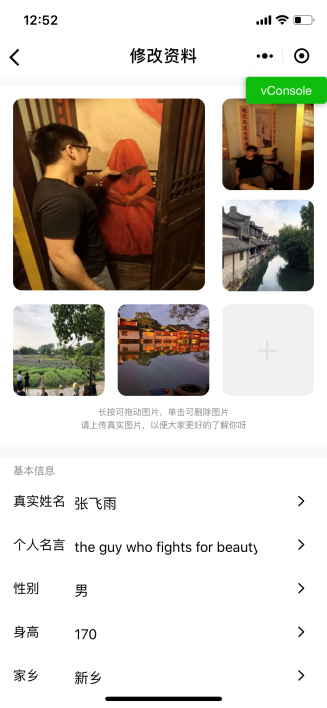 12:52
修改资料
vConsole
长按可拖动图片，单击可删除图片
请上传真实图片，以便大家更好的了解你呀
基本信息
真实姓名 张飞雨
个人名言 the guy who fights for beauty
性别 男
身高 170
家乡 新乡